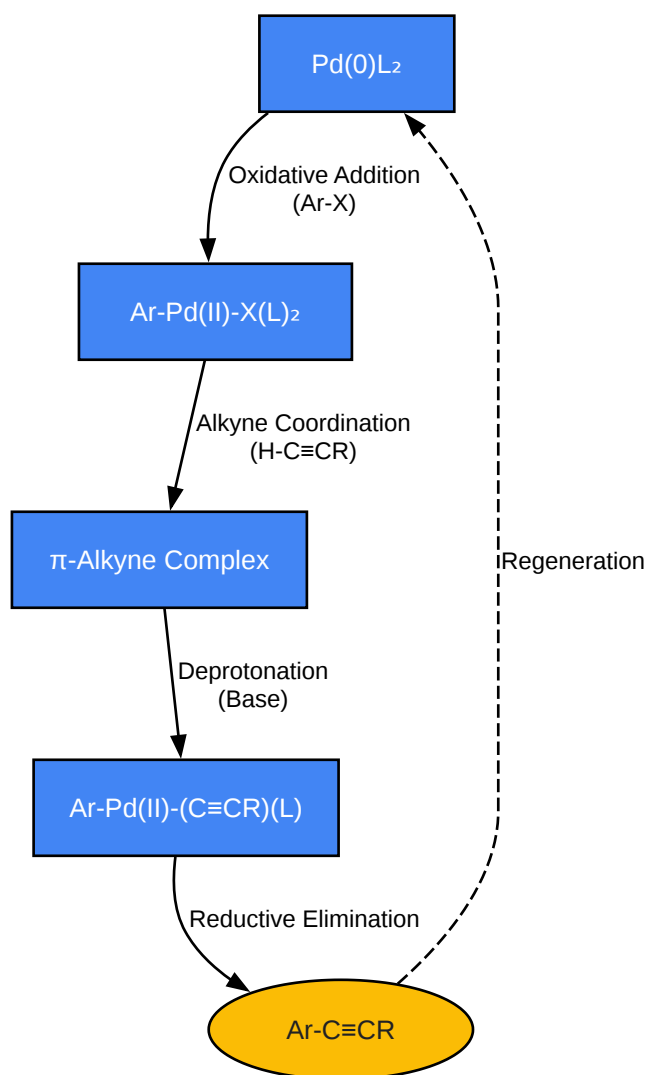 Pd(0)L₂
Oxidative Addition
(Ar-X)
Ar-Pd(II)-X(L)₂
Alkyne Coordination
(H-C≡CR)
π-Alkyne Complex
Regeneration
Deprotonation
(Base)
Ar-Pd(II)-(C≡CR)(L)
Reductive Elimination
Ar-C≡CR